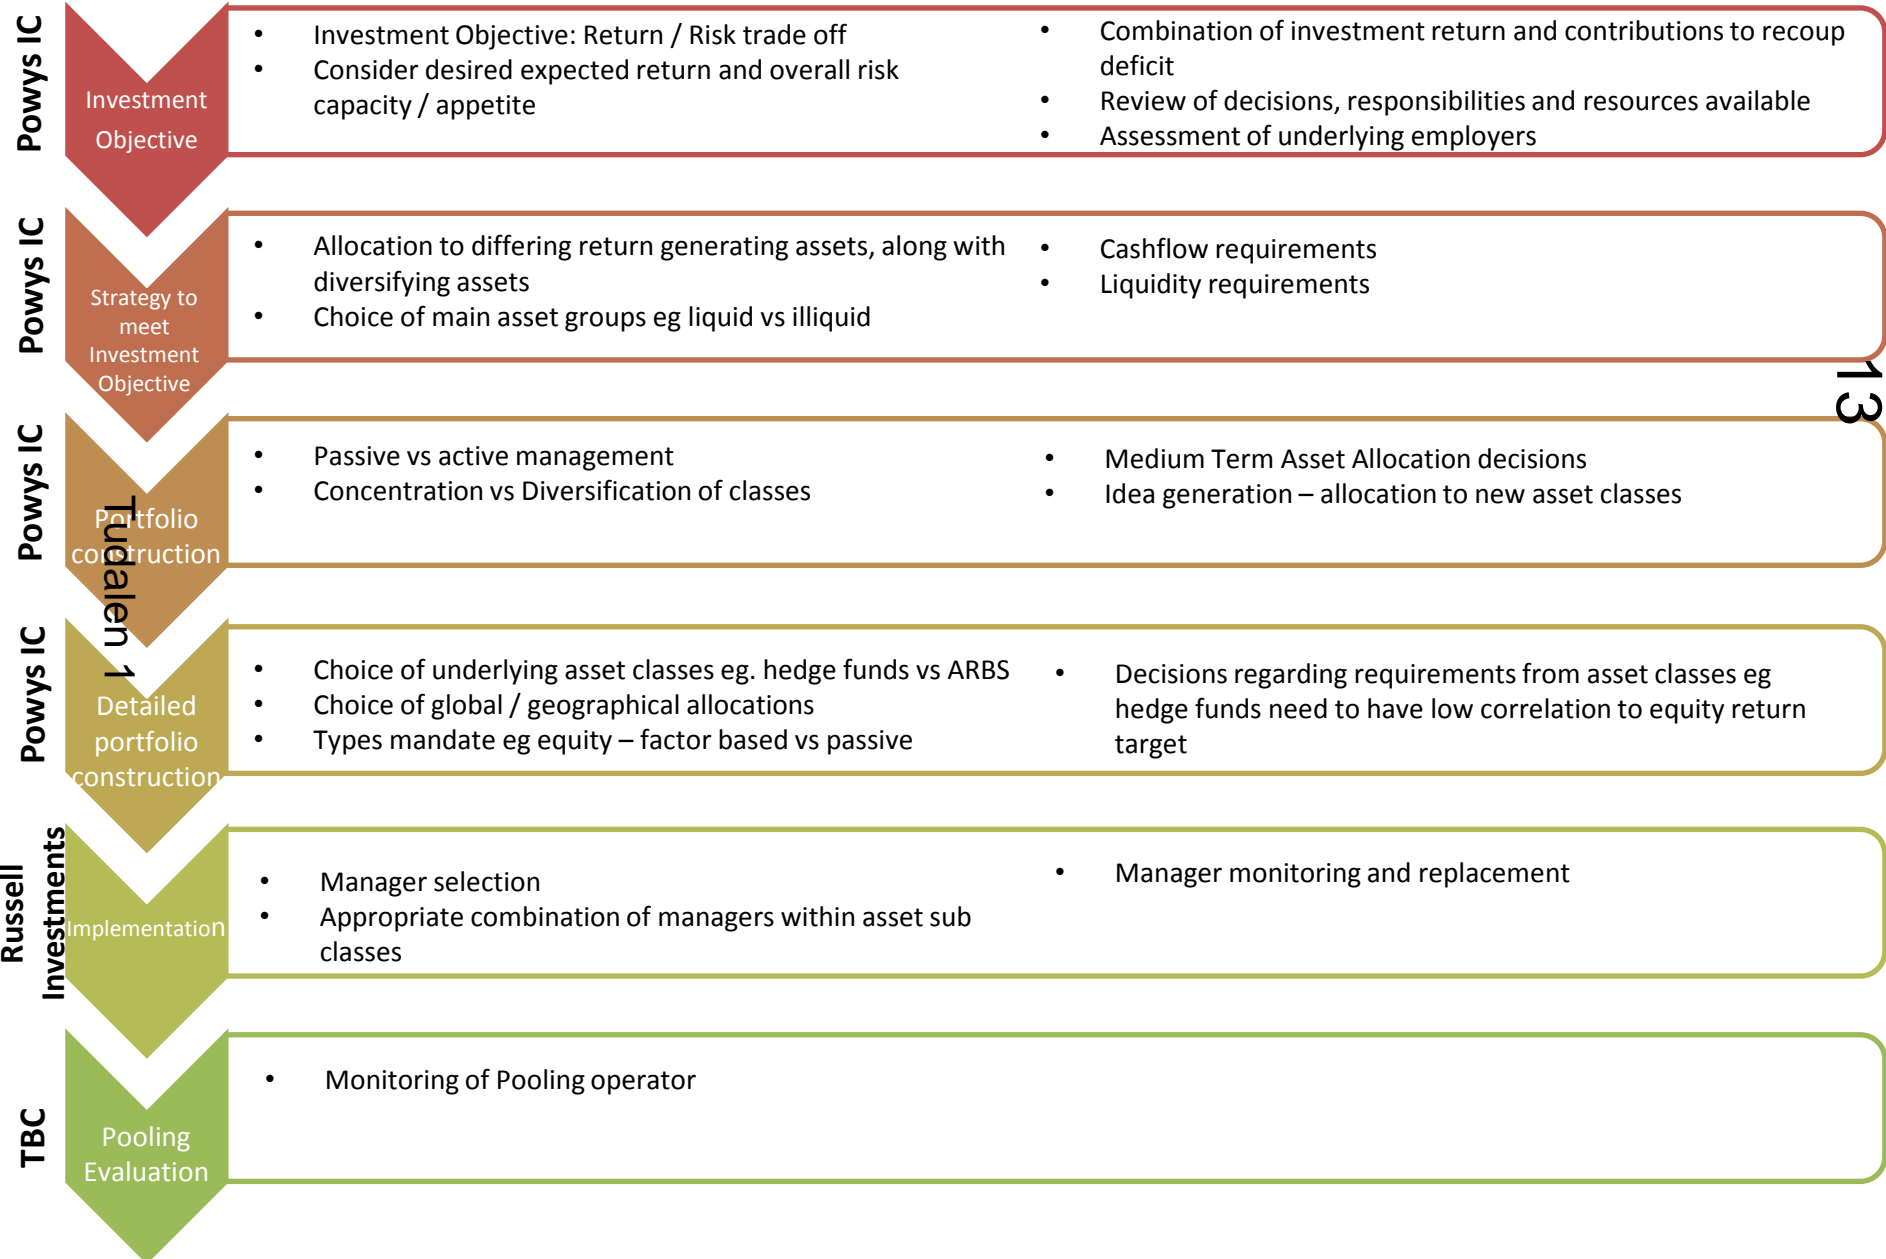 Powys IC
Investment
Objective
• Investment Objective: Return / Risk trade off
• Consider desired expected return and overall risk
capacity / appetite
• Combination of investment return and contributions to recoup
deficit
• Review of decisions, responsibilities and resources available
• Assessment of underlying employers
Powys IC
Strategy to
meet
Investment
Objective
• Allocation to differing return generating assets, along with
diversifying assets
• Choice of main asset groups eg liquid vs illiquid
• Cashflow requirements
• Liquidity requirements
13
Powys IC
Portfolio
construction
• Passive vs active management
• Concentration vs Diversification of classes
• Medium Term Asset Allocation decisions
• Idea generation – allocation to new asset classes
Tudalen 1
Powys IC
Detailed
portfolio
construction
• Choice of underlying asset classes eg. hedge funds vs ARBS
• Choice of global / geographical allocations
• Types mandate eg equity – factor based vs passive
• Decisions regarding requirements from asset classes eg
hedge funds need to have low correlation to equity return
target
Russell
Investments
Implementation
• Manager selection
• Appropriate combination of managers within asset sub
classes
• Manager monitoring and replacement
TBC
Pooling
Evaluation
• Monitoring of Pooling operator